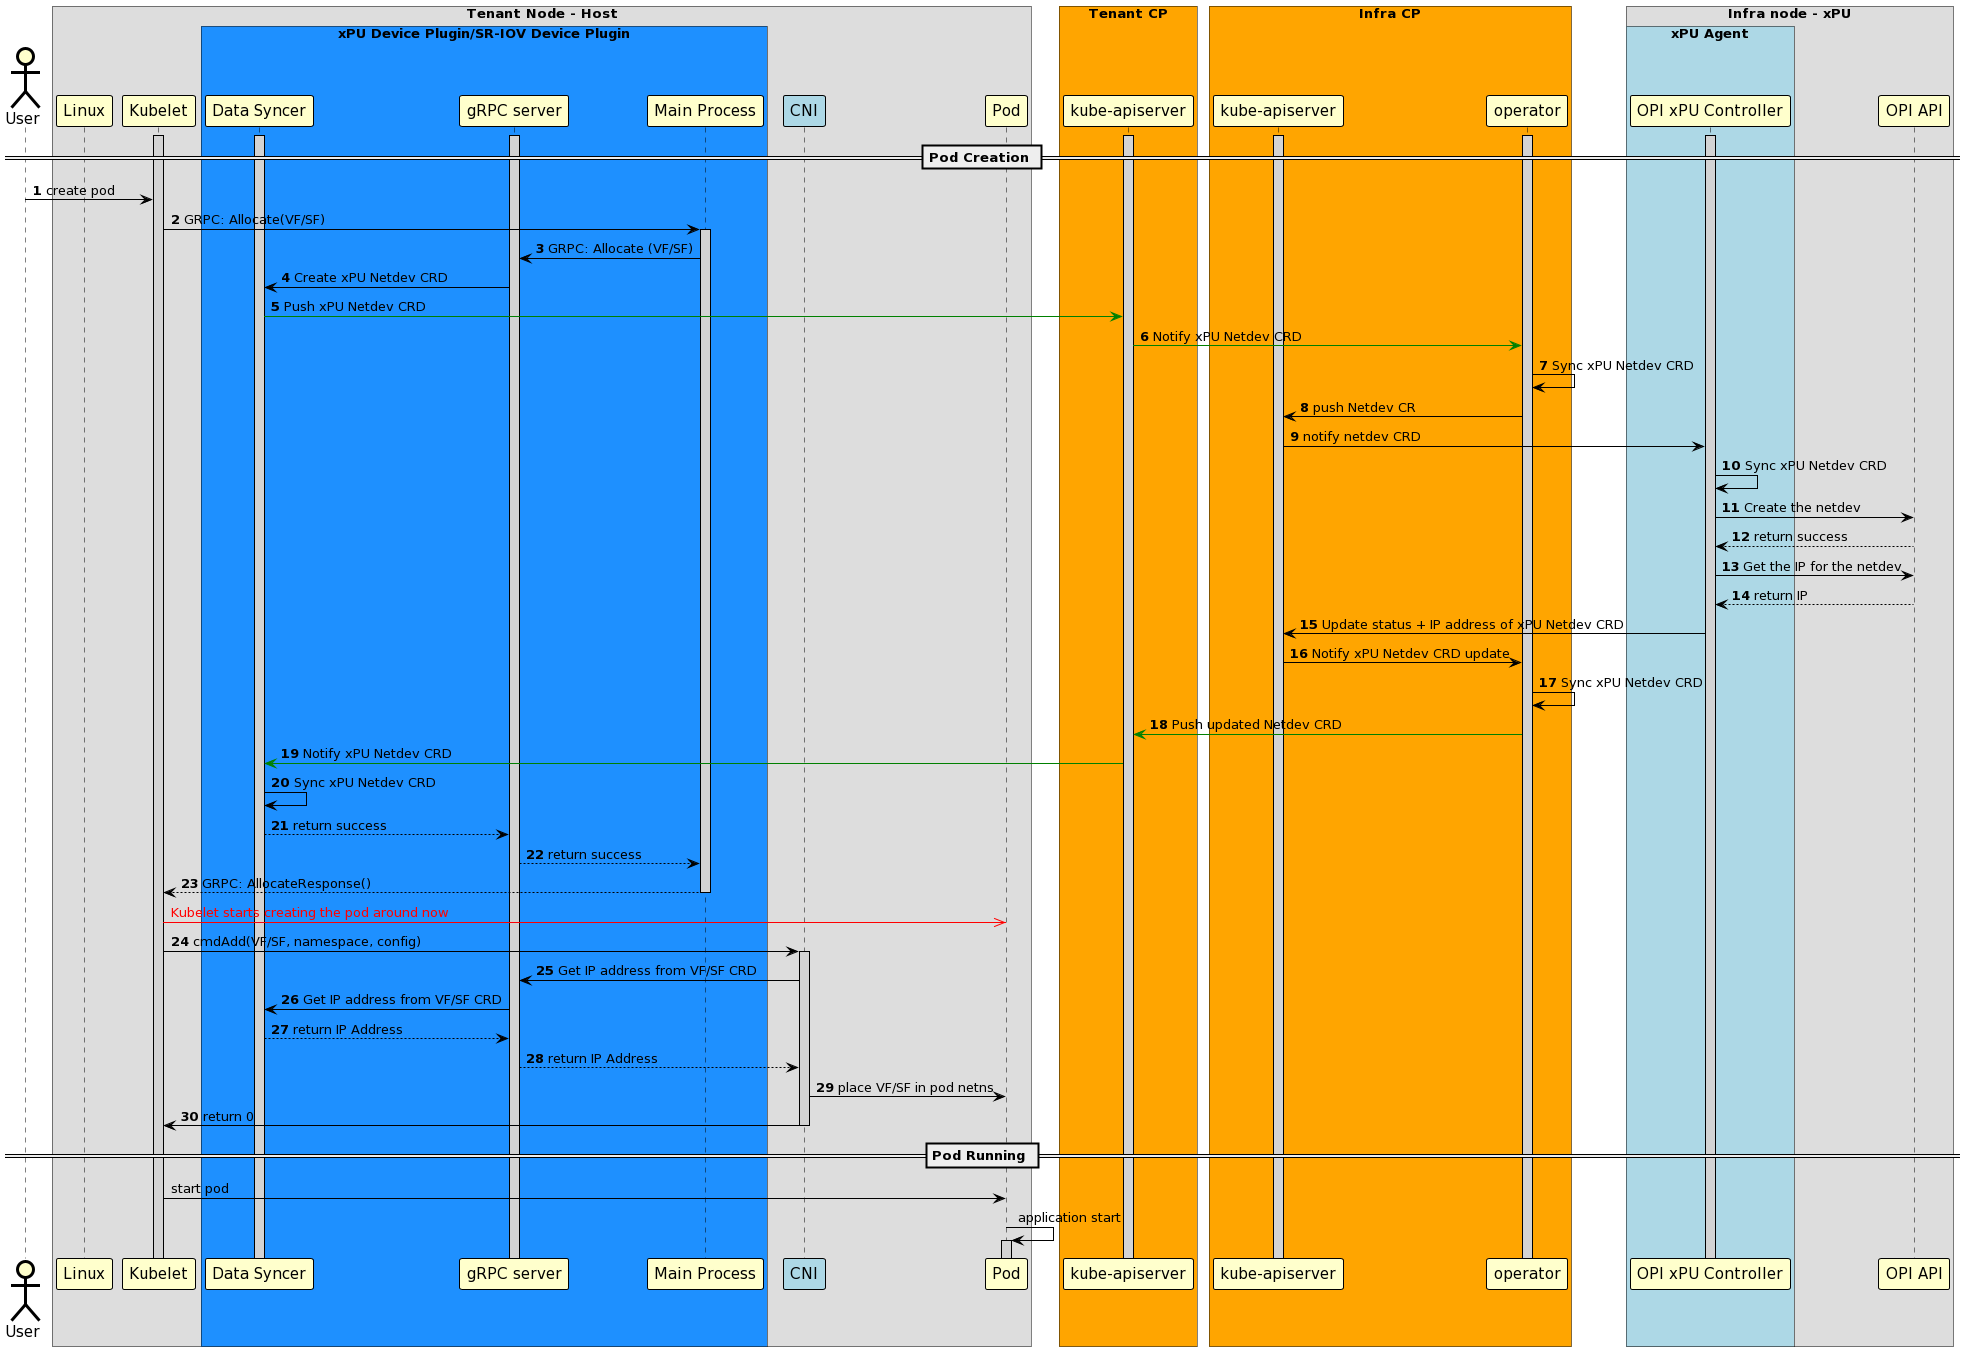 Tenant Node - Host
Tenant CP
Infra CP
Infra node - xPU
xPU Device Plugin/SR-IOV Device Plugin
xPU Agent
User
Linux
Kubelet
Data Syncer
gRPC server
Main Process
CNI
Pod
kube-apiserver
kube-apiserver
operator
OPI xPU Controller
OPI API
Pod Creation
1 create pod
2 GRPC: Allocate(VF/SF)
3 GRPC: Allocate (VF/SF)
4 Create xPU Netdev CRD
5 Push xPU Netdev CRD
6 Notify xPU Netdev CRD
7 Sync xPU Netdev CRD
8 push Netdev CR
9 notify netdev CRD
10 Sync xPU Netdev CRD
11 Create the netdev
12 return success
13 Get the IP for the netdev
14 return IP
15 Update status + IP address of xPU Netdev CRD
16 Notify xPU Netdev CRD update
17 Sync xPU Netdev CRD
18 Push updated Netdev CRD
19 Notify xPU Netdev CRD
20 Sync xPU Netdev CRD
21 return success
22 return success
23 GRPC: AllocateResponse()
Kubelet starts creating the pod around now
24 cmdAdd(VF/SF, namespace, config)
25 Get IP address from VF/SF CRD
26 Get IP address from VF/SF CRD
27 return IP Address
28 return IP Address
29 place VF/SF in pod netns
30 return 0
Pod Running
start pod
application start
User
Linux
Kubelet
Data Syncer
gRPC server
Main Process
CNI
Pod
kube-apiserver
kube-apiserver
operator
OPI xPU Controller
OPI API